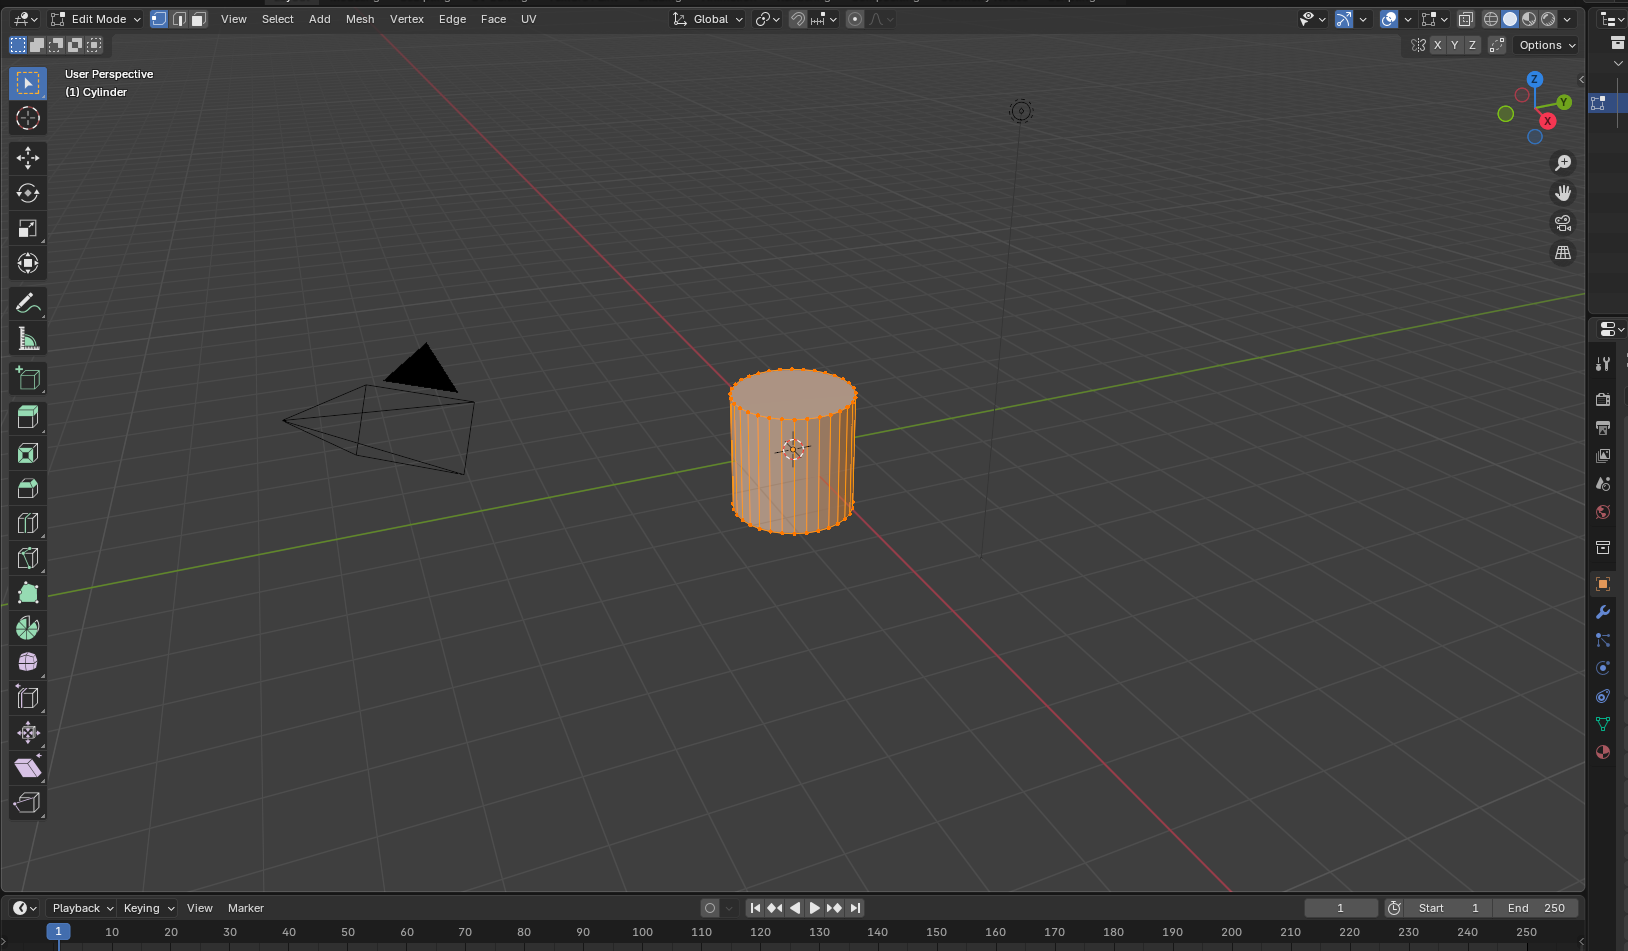 Edit Mode View Select Add Mesh Vertex Edge Face UV Global
X Y Z Options
User Perspective
(1) Cylinder
Z
Y
X
Playback Keying View Marker 1 Start 1 End 250
1 10 20 30 40 50 60 70 80 90 100 110 120 130 140 150 160 170 180 190 200 210 220 230 240 250